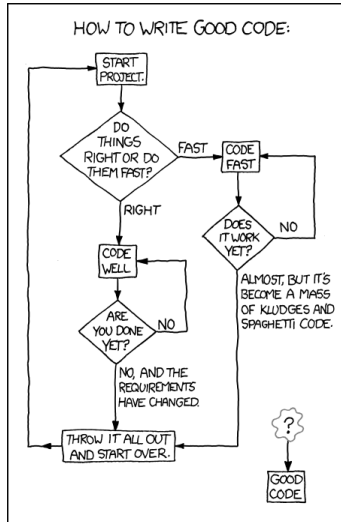 HOW TO WRITE GOOD CODE:
START
PROJECT.
DO
THINGS
RIGHT OR DO
THEM FAST?
FAST
CODE
FAST
RIGHT
DOES
IT WORK
YET?
NO
CODE
WELL
ALMOST, BUT IT'S
BECOME A MASS
OF KLUDGES AND
SPAGHETTI CODE.
ARE
YOU DONE
YET?
NO
NO, AND THE
REQUIREMENTS
HAVE CHANGED.
THROW IT ALL OUT
AND START OVER.
?
GOOD
CODE